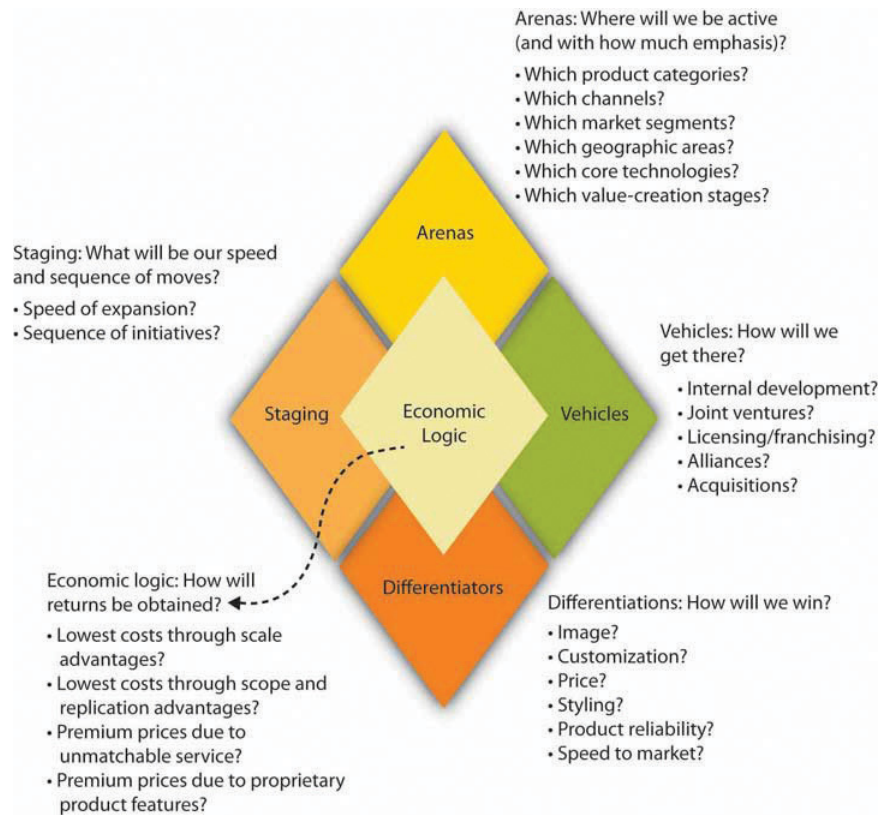 Arenas: Where will we be active
(and with how much emphasis)?
• Which product categories?
• Which channels?
• Which market segments?
• Which geographic areas?
• Which core technologies?
• Which value-creation stages?
Arenas
Staging: What will be our speed
and sequence of moves?
• Speed of expansion?
• Sequence of initiatives?
Vehicles: How will we
get there?
• Internal development?
• Joint ventures?
• Licensing/franchising?
• Alliances?
• Acquisitions?
Staging
Economic
Logic
Vehicles
Economic logic: How will
returns be obtained?
• Lowest costs through scale
advantages?
• Lowest costs through scope and
replication advantages?
• Premium prices due to
unmatchable service?
• Premium prices due to proprietary
product features?
Differentiators
Differentiations: How will we win?
• Image?
• Customization?
• Price?
• Styling?
• Product reliability?
• Speed to market?